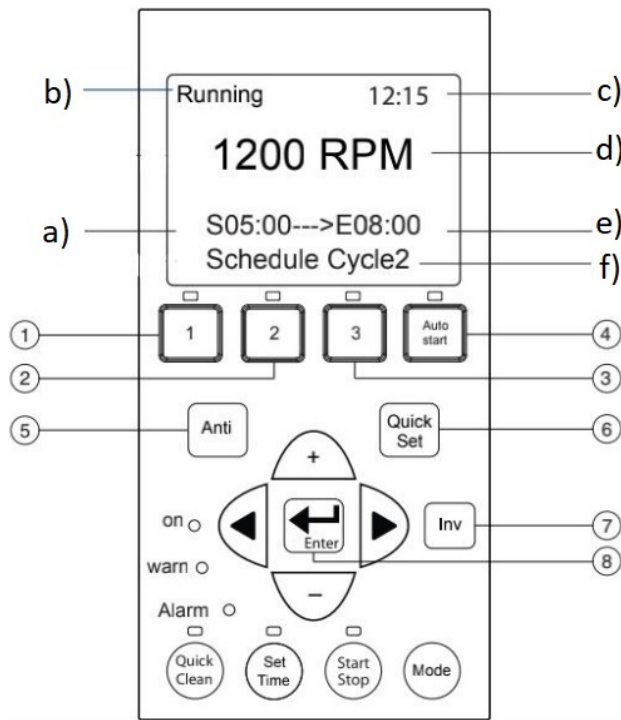 b) Running 12:15 c)
1200 RPM d)
a) S05:00--->E08:00 e)
Schedule Cycle2 f)
1 1 2 3 Auto start 4
2 3
5 Anti Quick Set 6
+
on Enter Inv 7
warn 8
−
Alarm
Quick Clean Set Time Start Stop Mode